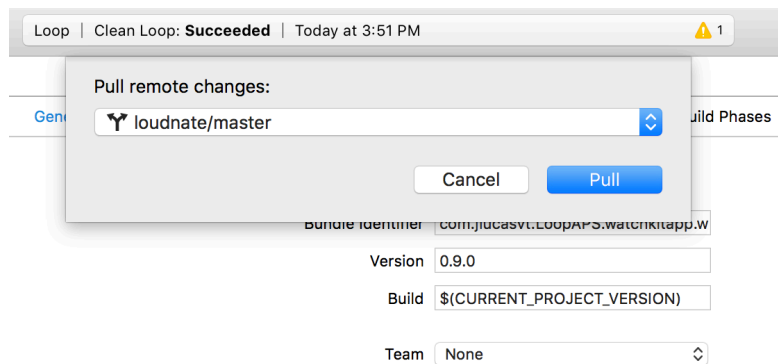 Loop | Clean Loop: Succeeded | Today at 3:51 PM 1
Pull remote changes:
loudnate/master
Cancel Pull
Version 0.9.0
Build $(CURRENT_PROJECT_VERSION)
Team None
Bundle Identifier com.jlucasvt.LoopAPS.watchkitapp.w
Gen
uild Phases